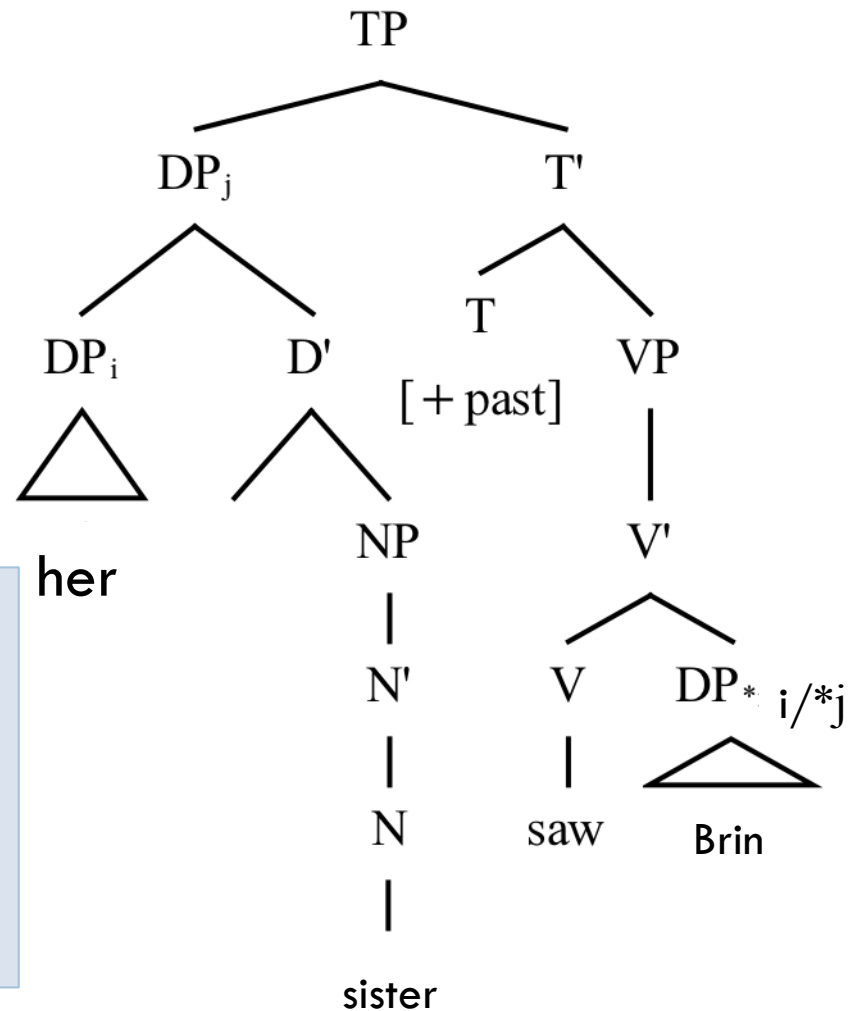 TP
DPj T'
T
DPi D' VP
[+past]
NP V'
her
N' V DP* i/*j
N saw Brin
sister